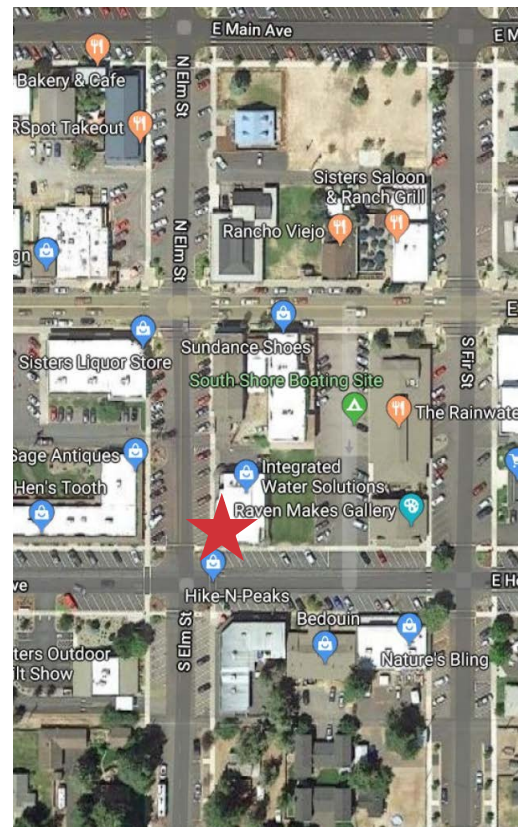 E Main Ave
E M
N Elm St
Bakery & Cafe
RSpot Takeout
Sisters Saloon
& Ranch Grill
Rancho Viejo
N Elm St
gn
E
Sundance Shoes
Sisters Liquor Store
S Fir St
South Shore Boating Site
The Rainwate
Sage Antiques
Integrated
Water Solutions
Hen's Tooth
Raven Makes Gallery
ve
E Ho
Hike-N-Peaks
Bedouin
S Elm St
ters Outdoor
ilt Show
Nature's Bling